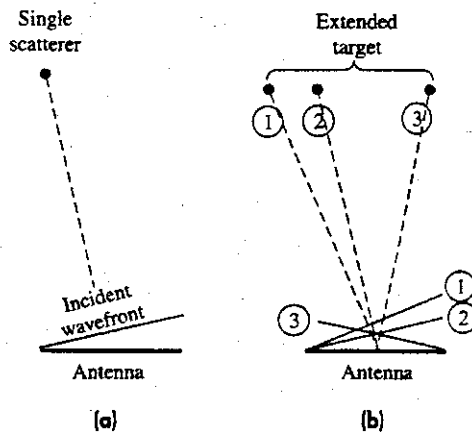 Single
scatterer
Incident
wavefront
Antenna
(a)
Extended
target
1
2
3
1
2
3
Antenna
(b)